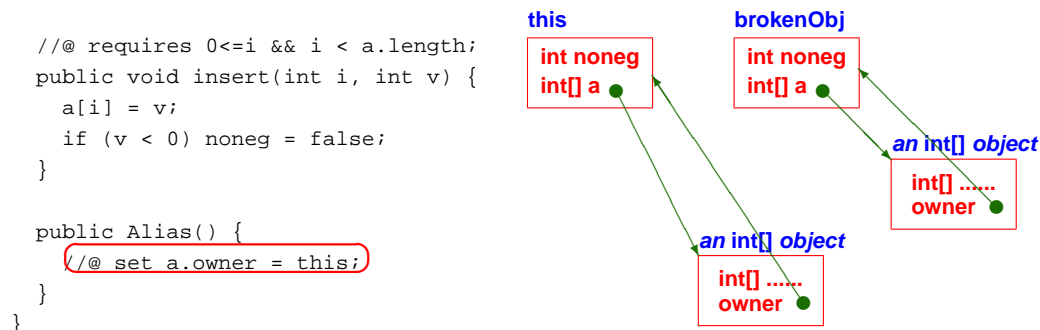 //@ requires 0<=i && i < a.length;
public void insert(int i, int v) {
a[i] = v;
if (v < 0) noneg = false;
}
public Alias() {
//@ set a.owner = this;
}
}
this
int noneg
int[] a
brokenObj
int noneg
int[] a
an int[] object
int[] ......
owner
an int[] object
int[] ......
owner